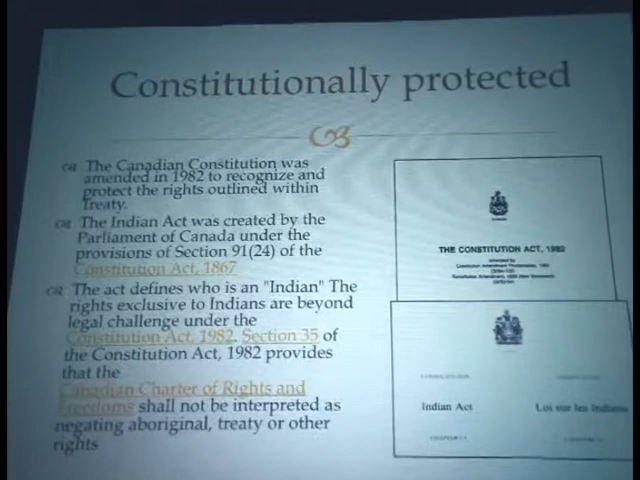 Constitutionally protected
The Canadian Constitution was
amended in 1982 to recognize and
protect the rights outlined within
Treaty.
The Indian Act was created by the
Parliament of Canada under the
provisions of Section 91(24) of the
Constitution Act, 1867
The act defines who is an "Indian" The
rights exclusive to Indians are beyond
legal challenge under the
Constitution Act, 1982. Section 35 of
the Constitution Act, 1982 provides
that the
Canadian Charter of Rights and
Freedoms shall not be interpreted as
negating aboriginal, treaty or other
rights
THE CONSTITUTION ACT, 1982
Indian Act
Loi sur les Indiens